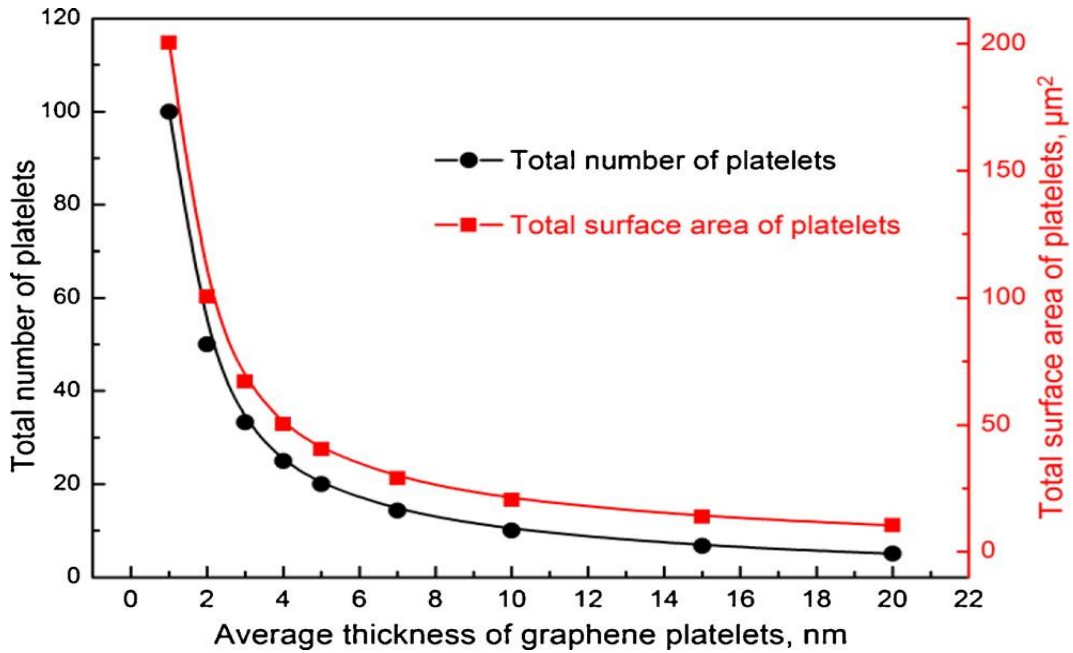 120
100
80
60
40
20
0
Total number of platelets
Total number of platelets
Total surface area of platelets
200
150
100
50
0
Total surface area of platelets, µm²
0 2 4 6 8 10 12 14 16 18 20 22
Average thickness of graphene platelets, nm